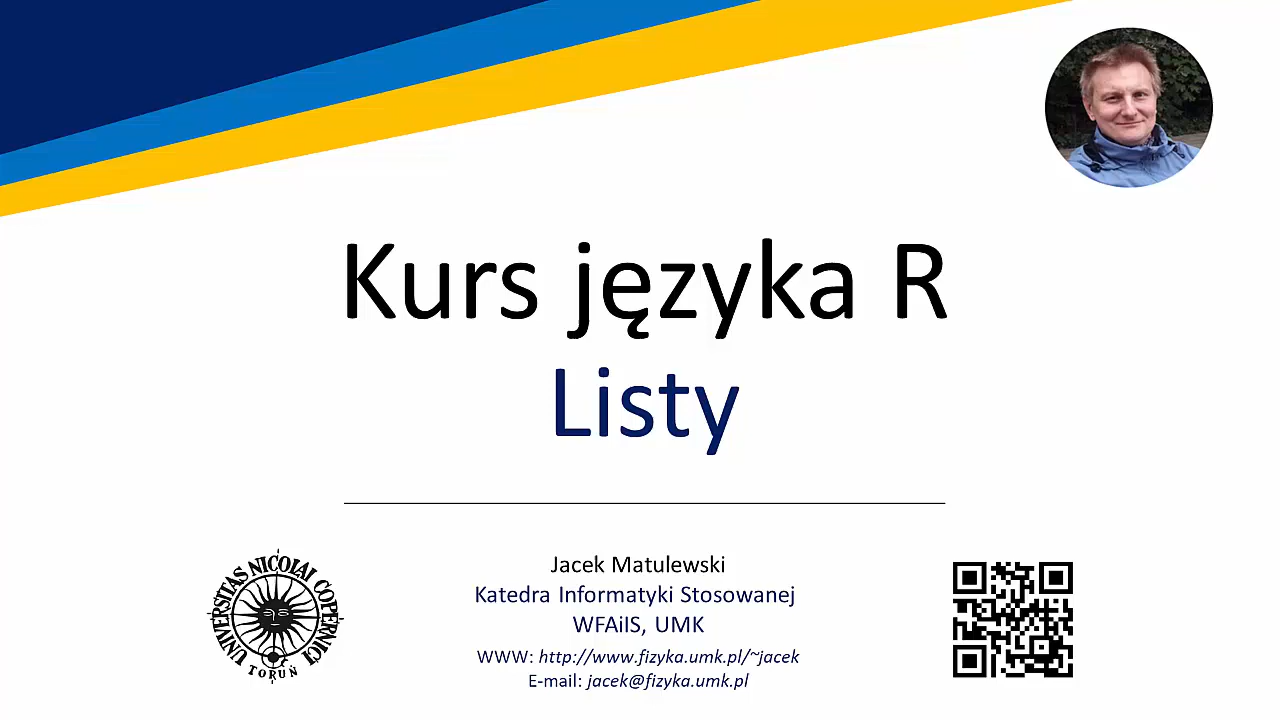 Kurs języka R
Listy
UNIVERSITAS NICOLAI COPERNICI
TORUŃ
Jacek Matulewski
Katedra Informatyki Stosowanej
WFAiIS, UMK
WWW: http://www.fizyka.umk.pl/~jacek
E-mail: jacek@fizyka.umk.pl